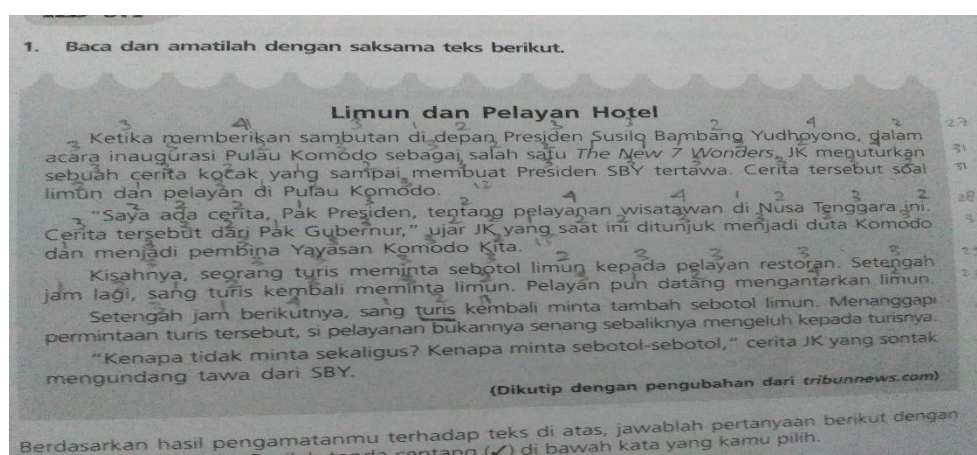 1. Baca dan amatilah dengan saksama teks berikut.
Limun dan Pelayan Hotel
Ketika memberikan sambutan di depan Presiden Susilo Bambang Yudhoyono, dalam
acara inaugurasi Pulau Komodo sebagai salah satu The New 7 Wonders, JK menuturkan
sebuah cerita kocak yang sampai membuat Presiden SBY tertawa. Cerita tersebut soal
limun dan pelayan di Pulau Komodo.
"Saya ada cerita, Pak Presiden, tentang pelayanan wisatawan di Nusa Tenggara ini.
Cerita tersebut dari Pak Gubernur," ujar JK yang saat ini ditunjuk menjadi duta Komodo
dan menjadi pembina Yayasan Komodo Kita.
Kisahnya, seorang turis meminta sebotol limun kepada pelayan restoran. Setengah
jam lagi, sang turis kembali meminta limun. Pelayan pun datang mengantarkan limun.
Setengah jam berikutnya, sang turis kembali minta tambah sebotol limun. Menanggapi
permintaan turis tersebut, si pelayanan bukannya senang sebaliknya mengeluh kepada turisnya.
"Kenapa tidak minta sekaligus? Kenapa minta sebotol-sebotol," cerita JK yang sontak
mengundang tawa dari SBY.
(Dikutip dengan pengubahan dari tribunnews.com)
Berdasarkan hasil pengamatanmu terhadap teks di atas, jawablah pertanyaan berikut dengan
tanda centang (✓) di bawah kata yang kamu pilih.